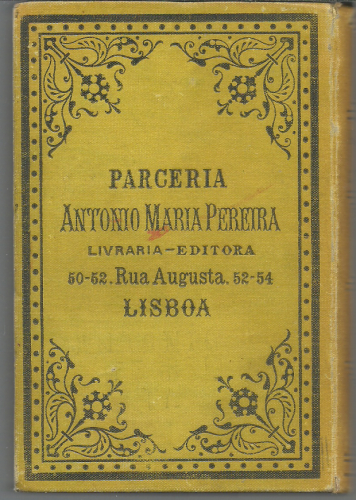 PARCERIA
ANTONIO MARIA PEREIRA
LIVRARIA-EDITORA
50-52. Rua Augusta. 52-54
LISBOA